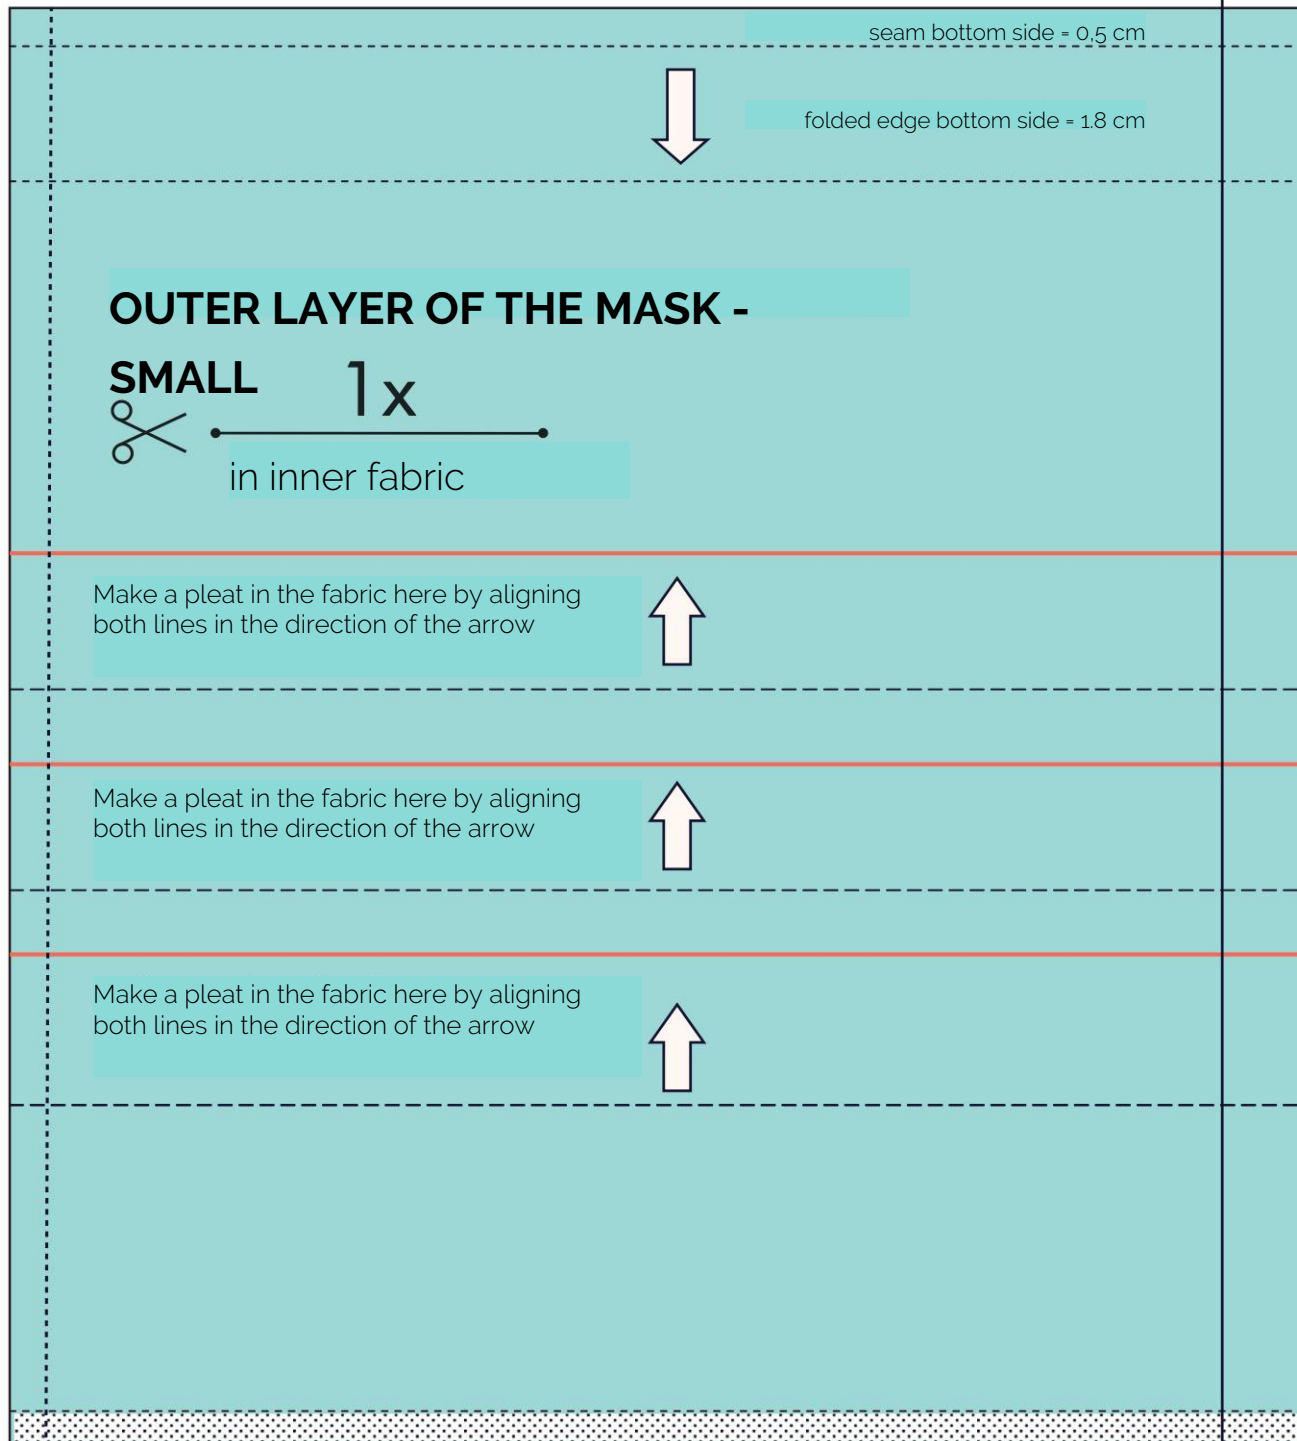 seam bottom side = 0,5 cm
folded edge bottom side = 1.8 cm
OUTER LAYER OF THE MASK -
SMALL
1x
in inner fabric
Make a pleat in the fabric here by aligning
both lines in the direction of the arrow
Make a pleat in the fabric here by aligning
both lines in the direction of the arrow
Make a pleat in the fabric here by aligning
both lines in the direction of the arrow